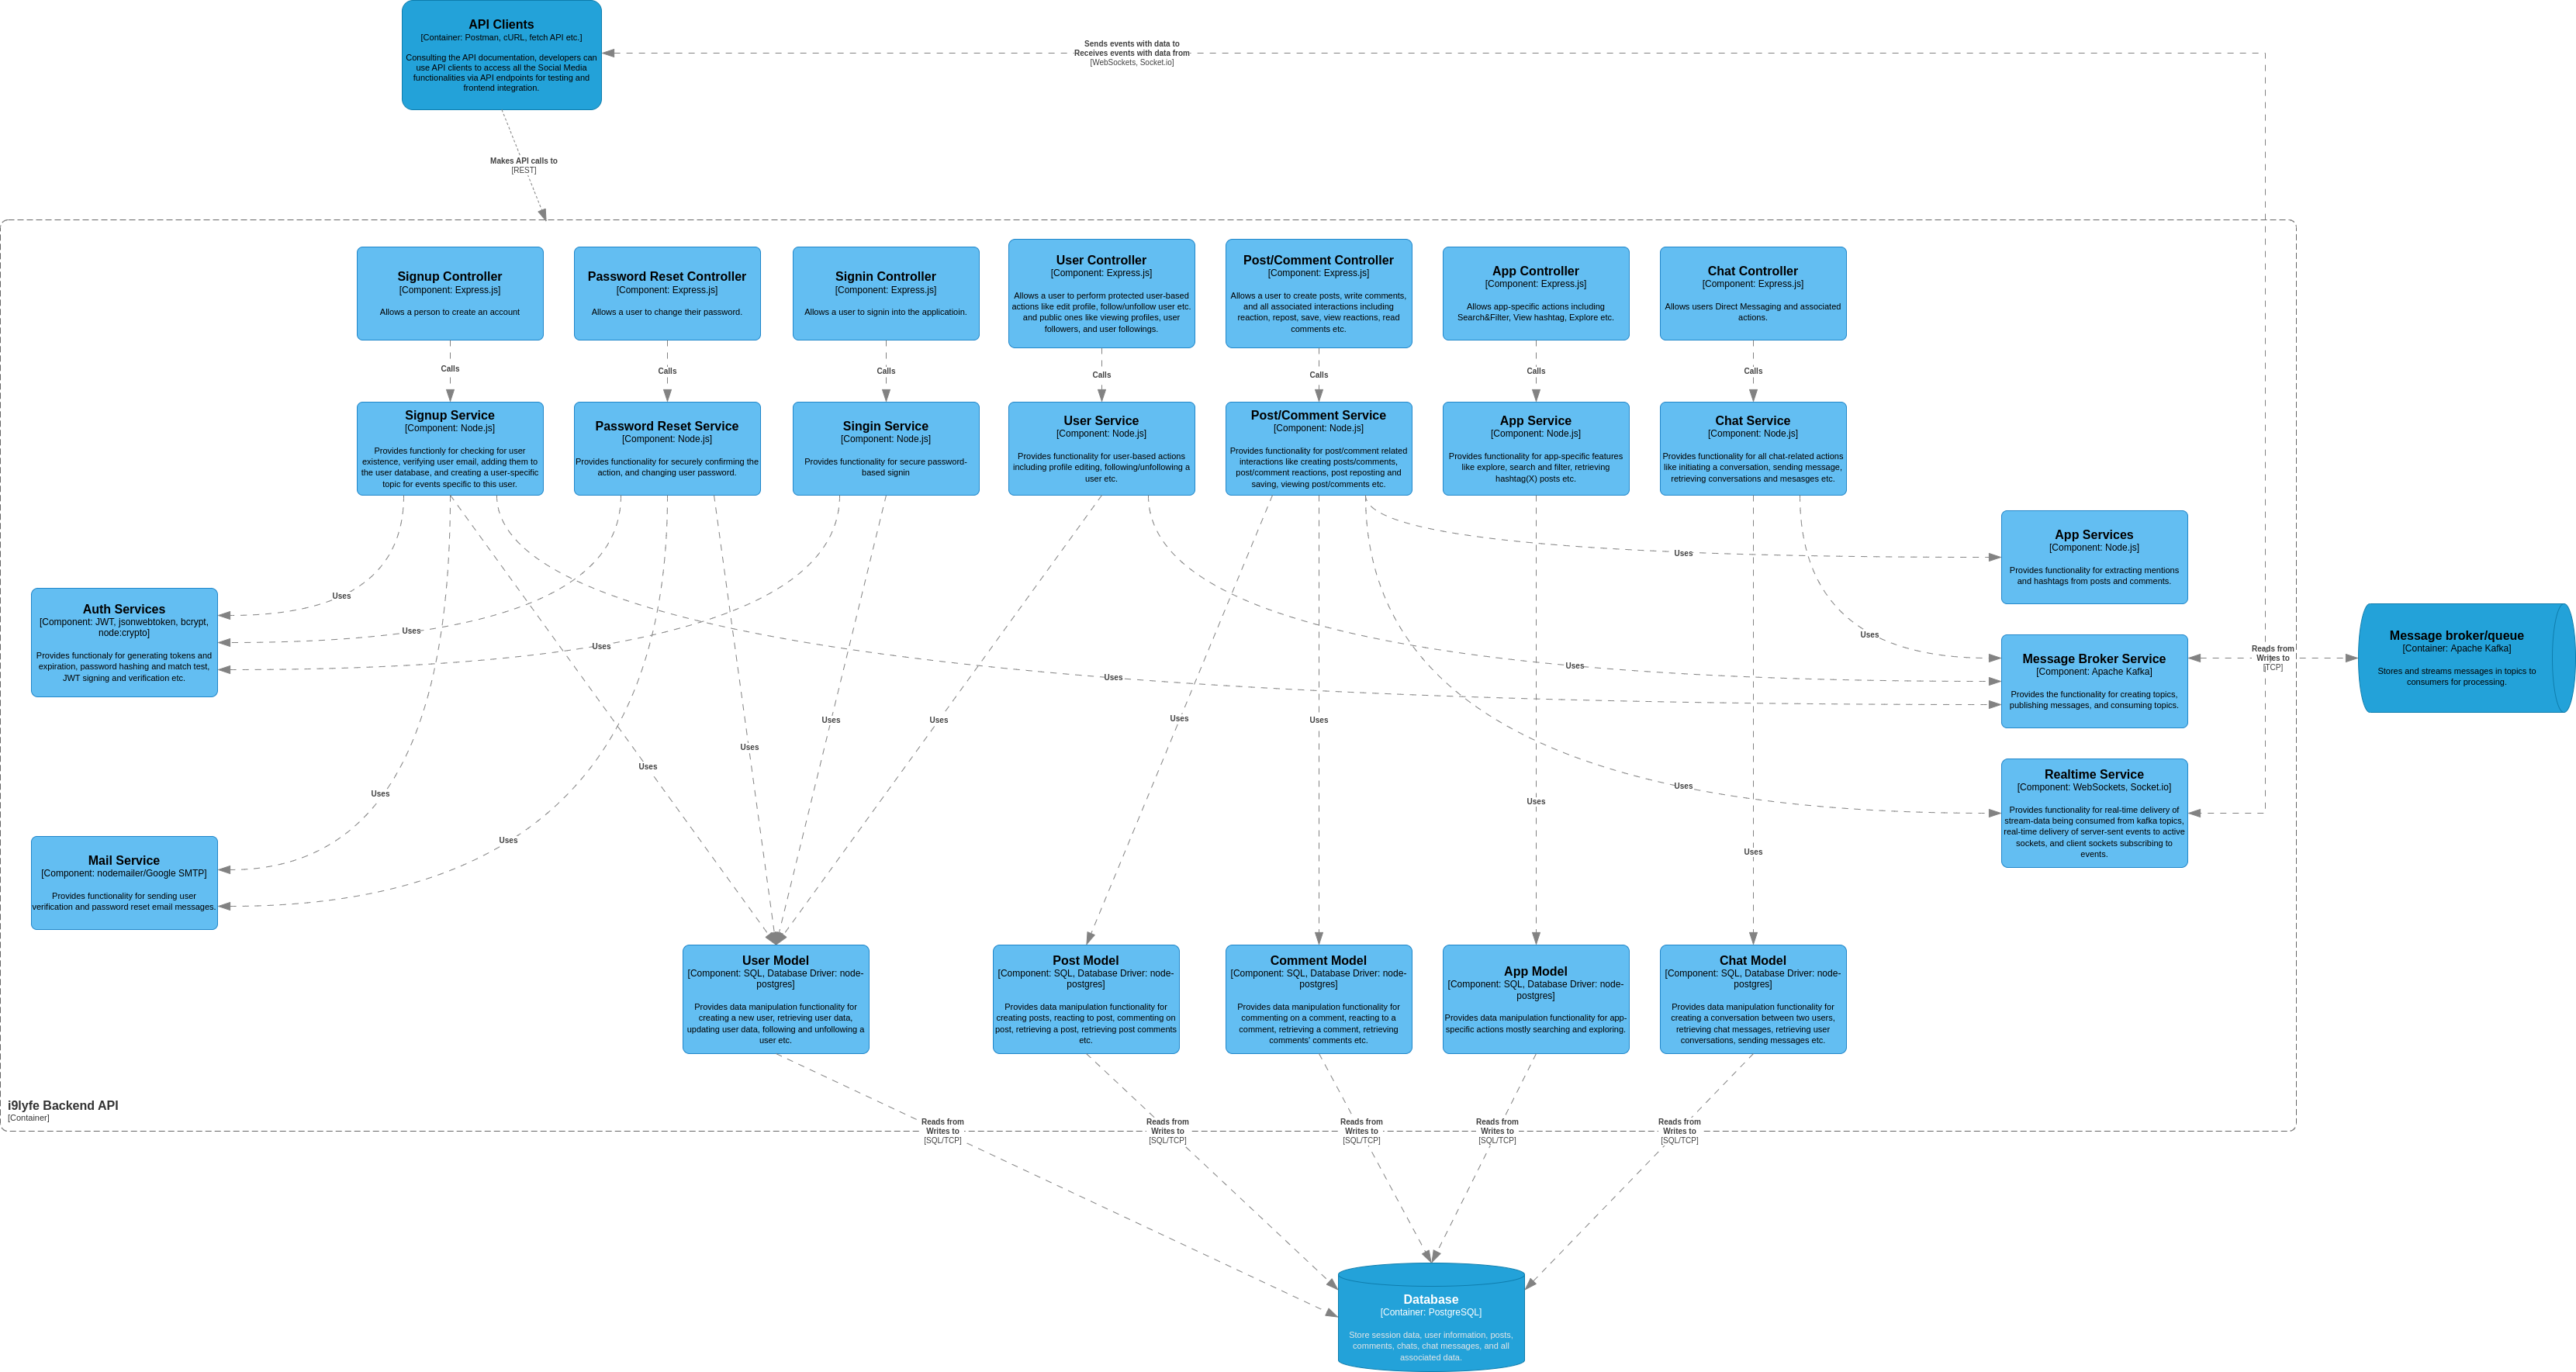 API Clients
[Container: Postman, cURL, fetch API etc.]
Consulting the API documentation, developers can
use API clients to access all the Social Media
functionalities via API endpoints for testing and
frontend integration.
Sends events with data to
Receives events with data from
[WebSockets, Socket.io]
Makes API calls to
[REST]
Signup Controller
[Component: Express.js]
Allows a person to create an account
Password Reset Controller
[Component: Express.js]
Allows a user to change their password.
Signin Controller
[Component: Express.js]
Allows a user to signin into the applicatioin.
User Controller
[Component: Express.js]
Allows a user to perform protected user-based
actions like edit profile, follow/unfollow user etc.
and public ones like viewing profiles, user
followers, and user followings.
Post/Comment Controller
[Component: Express.js]
Allows a user to create posts, write comments,
and all associated interactions including
reaction, repost, save, view reactions, read
comments etc.
App Controller
[Component: Express.js]
Allows app-specific actions including
Search&Filter, View hashtag, Explore etc.
Chat Controller
[Component: Express.js]
Allows users Direct Messaging and associated
actions.
Calls
Calls
Calls
Calls
Calls
Calls
Calls
Signup Service
[Component: Node.js]
Provides functionly for checking for user
existence, verifying user email, adding them to
the user database, and creating a user-specific
topic for events specific to this user.
Password Reset Service
[Component: Node.js]
Provides functionality for securely confirming the
action, and changing user password.
Singin Service
[Component: Node.js]
Provides functionality for secure password-
based signin
User Service
[Component: Node.js]
Provides functionality for user-based actions
including profile editing, following/unfollowing a
user etc.
Post/Comment Service
[Component: Node.js]
Provides functionality for post/comment related
interactions like creating posts/comments,
post/comment reactions, post reposting and
saving, viewing post/comments etc.
App Service
[Component: Node.js]
Provides functionality for app-specific features
like explore, search and filter, retrieving
hashtag(X) posts etc.
Chat Service
[Component: Node.js]
Provides functionality for all chat-related actions
like initiating a conversation, sending message,
retrieving conversations and mesasges etc.
App Services
[Component: Node.js]
Provides functionality for extracting mentions
and hashtags from posts and comments.
Uses
Auth Services
[Component: JWT, jsonwebtoken, bcrypt,
node:crypto]
Provides functionaly for generating tokens and
expiration, password hashing and match test,
JWT signing and verification etc.
Uses
Uses
Uses
Uses
Uses
Uses
Message Broker Service
[Component: Apache Kafka]
Provides the functionality for creating topics,
publishing messages, and consuming topics.
Reads from
Writes to
[TCP]
Message broker/queue
[Container: Apache Kafka]
Stores and streams messages in topics to
consumers for processing.
Uses
Uses
Uses
Uses
Uses
Uses
Uses
Uses
Uses
Uses
Uses
Realtime Service
[Component: WebSockets, Socket.io]
Provides functionality for real-time delivery of
stream-data being consumed from kafka topics,
real-time delivery of server-sent events to active
sockets, and client sockets subscribing to
events.
Mail Service
[Component: nodemailer/Google SMTP]
Provides functionality for sending user
verification and password reset email messages.
User Model
[Component: SQL, Database Driver: node-
postgres]
Provides data manipulation functionality for
creating a new user, retrieving user data,
updating user data, following and unfollowing a
user etc.
Post Model
[Component: SQL, Database Driver: node-
postgres]
Provides data manipulation functionality for
creating posts, reacting to post, commenting on
post, retrieving a post, retrieving post comments
etc.
Comment Model
[Component: SQL, Database Driver: node-
postgres]
Provides data manipulation functionality for
commenting on a comment, reacting to a
comment, retrieving a comment, retrieving
comments' comments etc.
App Model
[Component: SQL, Database Driver: node-
postgres]
Provides data manipulation functionality for app-
specific actions mostly searching and exploring.
Chat Model
[Component: SQL, Database Driver: node-
postgres]
Provides data manipulation functionality for
creating a conversation between two users,
retrieving chat messages, retrieving user
conversations, sending messages etc.
i9lyfe Backend API
[Container]
Reads from
Writes to
[SQL/TCP]
Reads from
Writes to
[SQL/TCP]
Reads from
Writes to
[SQL/TCP]
Reads from
Writes to
[SQL/TCP]
Reads from
Writes to
[SQL/TCP]
Database
[Container: PostgreSQL]
Store session data, user information, posts,
comments, chats, chat messages, and all
associated data.